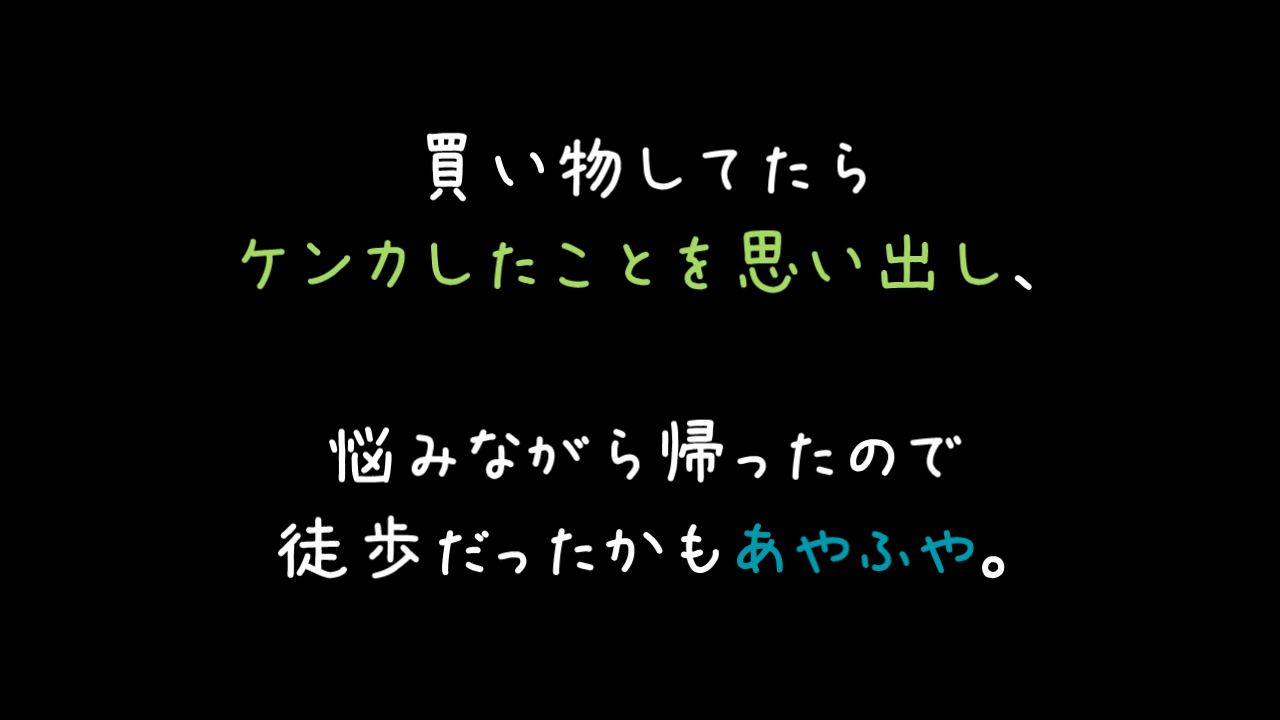 買い物してたら
ケンカしたことを思い出し、
悩みながら帰ったので
徒歩だったかもあやふや。